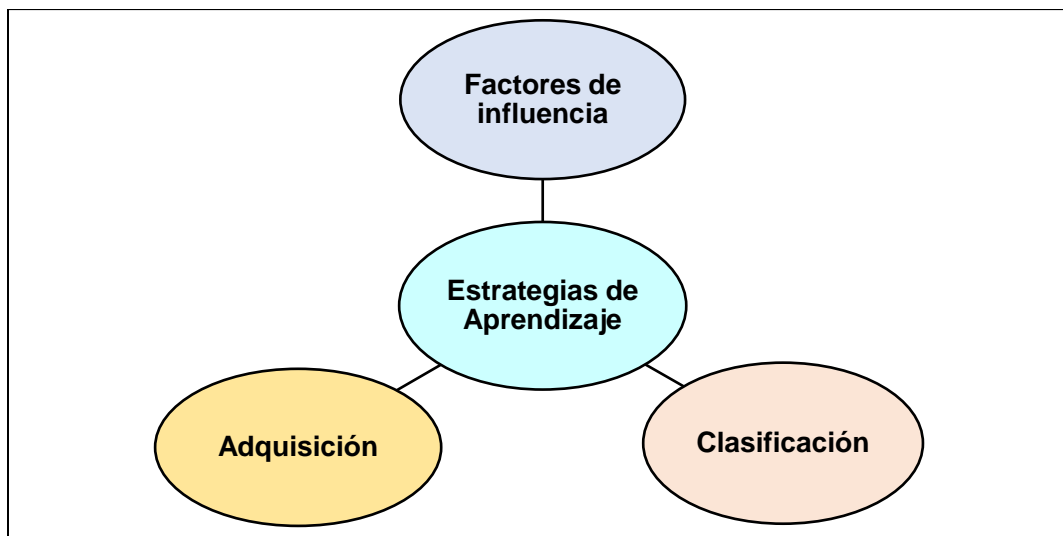 Factores de
influencia
Estrategias de
Aprendizaje
Adquisición
Clasificación